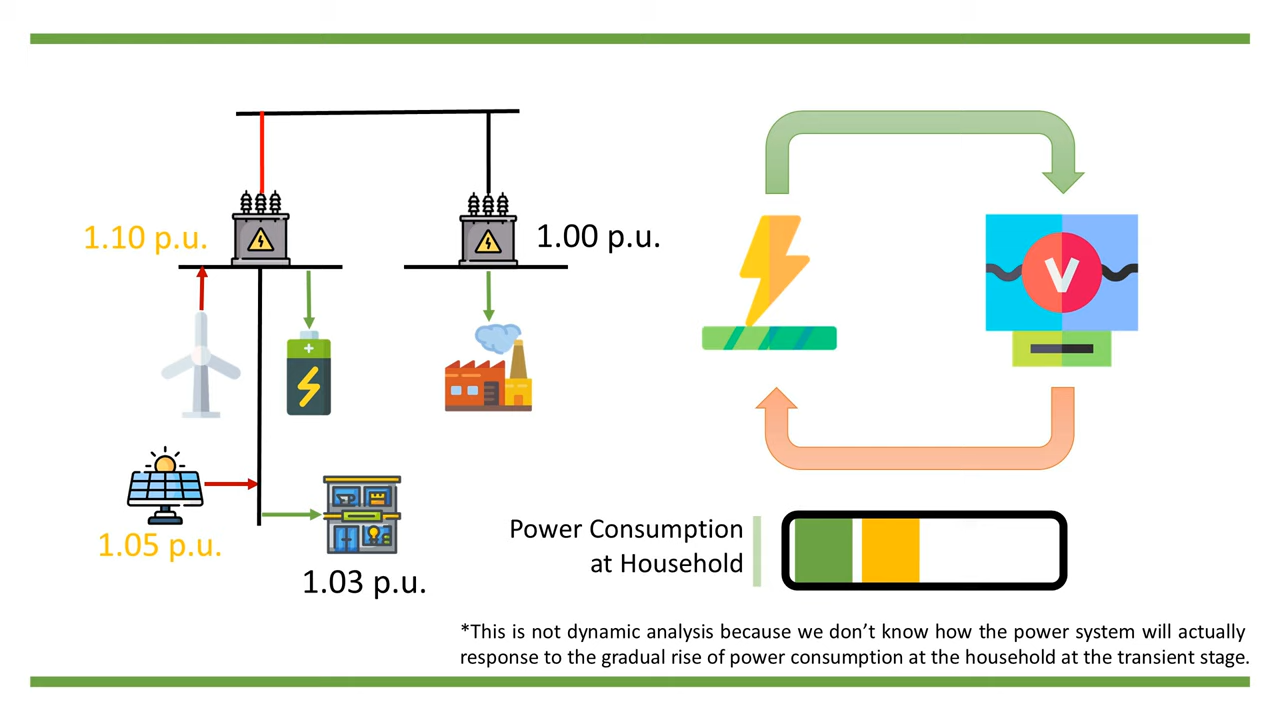 1.10 p.u.
1.00 p.u.
V
1.05 p.u.
1.03 p.u.
Power Consumption
at Household
*This is not dynamic analysis because we don’t know how the power system will actually
response to the gradual rise of power consumption at the household at the transient stage.